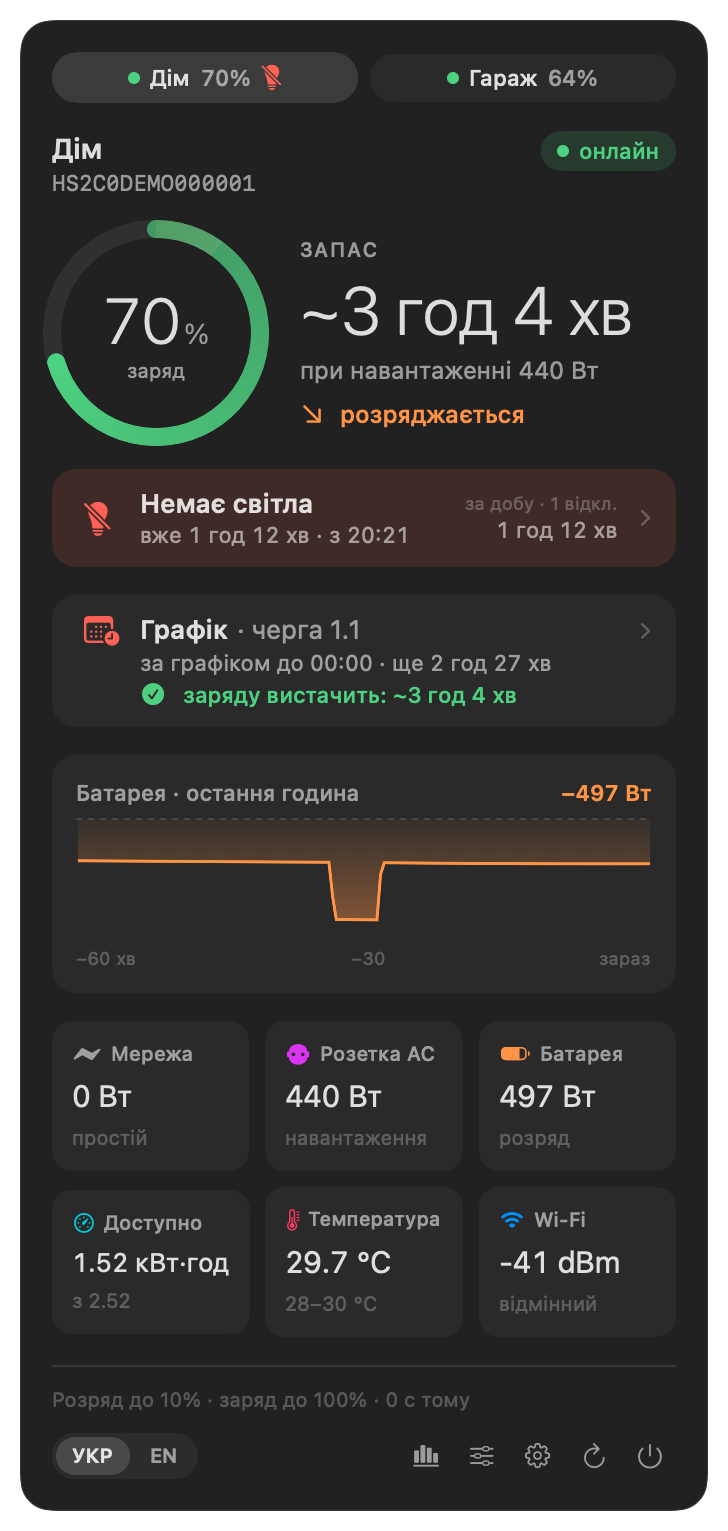 Дім 70% Гараж 64%
Дім онлайн
HS2C0DEMO000001
ЗАПАС
70% ~3 год 4 хв
заряд при навантаженні 440 Вт
розряджається
Немає світла за добу · 1 відкл.
вже 1 год 12 хв · з 20:21 1 год 12 хв
Графік · черга 1.1
за графіком до 00:00 · ще 2 год 27 хв
заряду вистачить: ~3 год 4 хв
Батарея · остання година −497 Вт
−60 хв −30 зараз
Мережа Розетка AC Батарея
0 Вт 440 Вт 497 Вт
простій навантаження розряд
Доступно Температура Wi-Fi
1.52 кВт·год 29.7 °C -41 dBm
з 2.52 28–30 °C відмінний
Розряд до 10% · заряд до 100% · 0 с тому
УКР EN